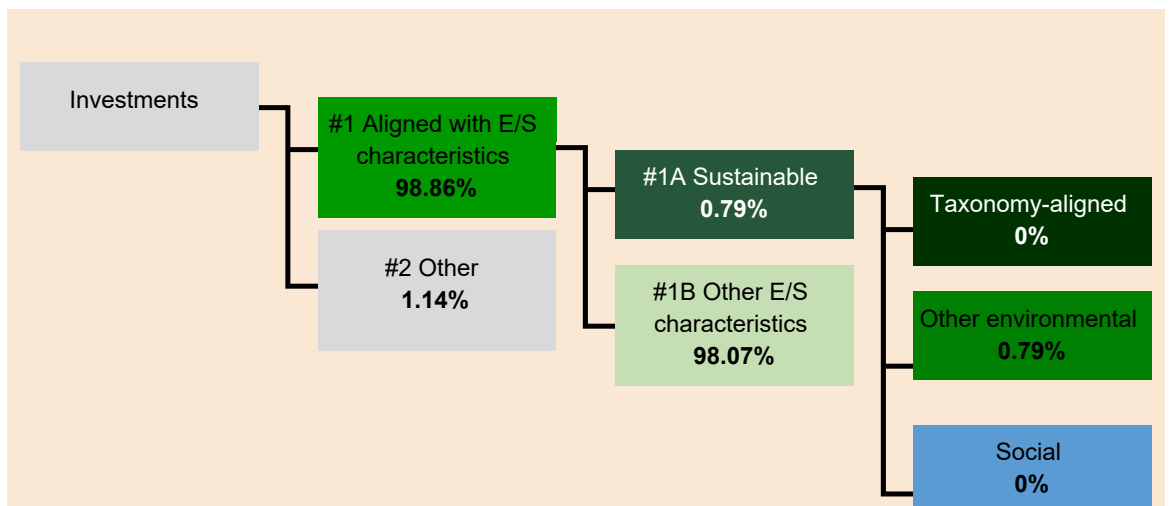 Investments
#1 Aligned with E/S
characteristics
98.86%
#2 Other
1.14%
#1A Sustainable
0.79%
#1B Other E/S
characteristics
98.07%
Taxonomy-aligned
0%
Other environmental
0.79%
Social
0%